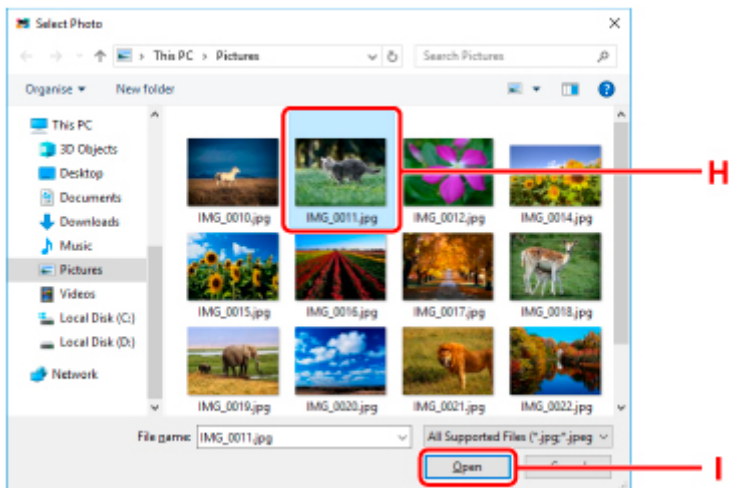 Select Photo
This PC > Pictures
Search Pictures
Organise
New folder
This PC
3D Objects
Desktop
Documents
Downloads
Music
Pictures
Videos
Local Disk (C:)
Local Disk (D:)
Network
IMG_0010.jpg
IMG_0011.jpg
IMG_0012.jpg
IMG_0014.jpg
H
IMG_0015.jpg
IMG_0016.jpg
IMG_0017.jpg
IMG_0018.jpg
IMG_0019.jpg
IMG_0020.jpg
IMG_0021.jpg
IMG_0022.jpg
File name: IMG_0011.jpg
All Supported Files (*.jpg;*.jpeg
Open
I